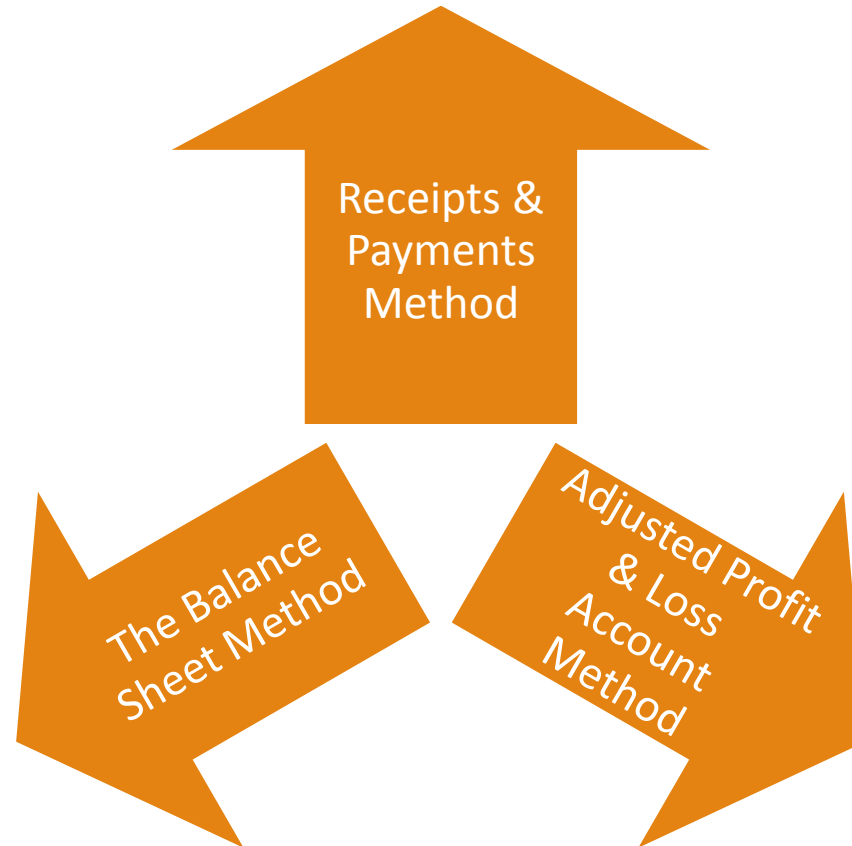 Receipts &
Payments
Method
The Balance
Sheet Method
Adjusted Profit
& Loss
Account
Method